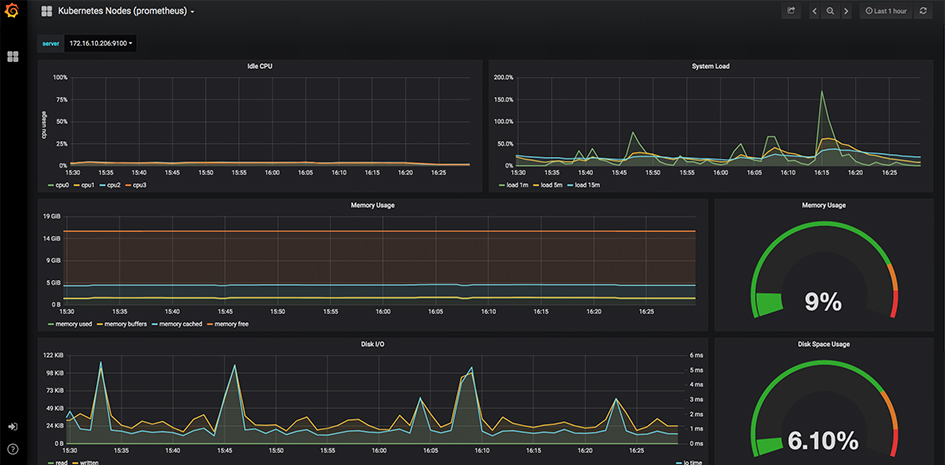 Kubernetes Nodes (prometheus)
Last 1 hour
server 172.16.10.206:9100
Idle CPU
100%
75%
50%
25%
0%
cpu usage
15:30 15:35 15:40 15:45 15:50 15:55 16:00 16:05 16:10 16:15 16:20 16:25
cpu0 cpu1 cpu2 cpu3
System Load
200.0%
150.0%
100.0%
50.0%
0%
15:30 15:35 15:40 15:45 15:50 15:55 16:00 16:05 16:10 16:15 16:20 16:25
load 1m load 5m load 15m
Memory Usage
19 GiB
14 GiB
9 GiB
5 GiB
0 B
15:30 15:35 15:40 15:45 15:50 15:55 16:00 16:05 16:10 16:15 16:20 16:25
memory used memory buffers memory cached memory free
Memory Usage
9%
Disk I/O
122 KiB
98 KiB
73 KiB
49 KiB
24 KiB
0 B
6 ms
5 ms
4 ms
3 ms
2 ms
1 ms
0 ms
15:30 15:35 15:40 15:45 15:50 15:55 16:00 16:05 16:10 16:15 16:20 16:25
read written io time
Disk Space Usage
6.10%